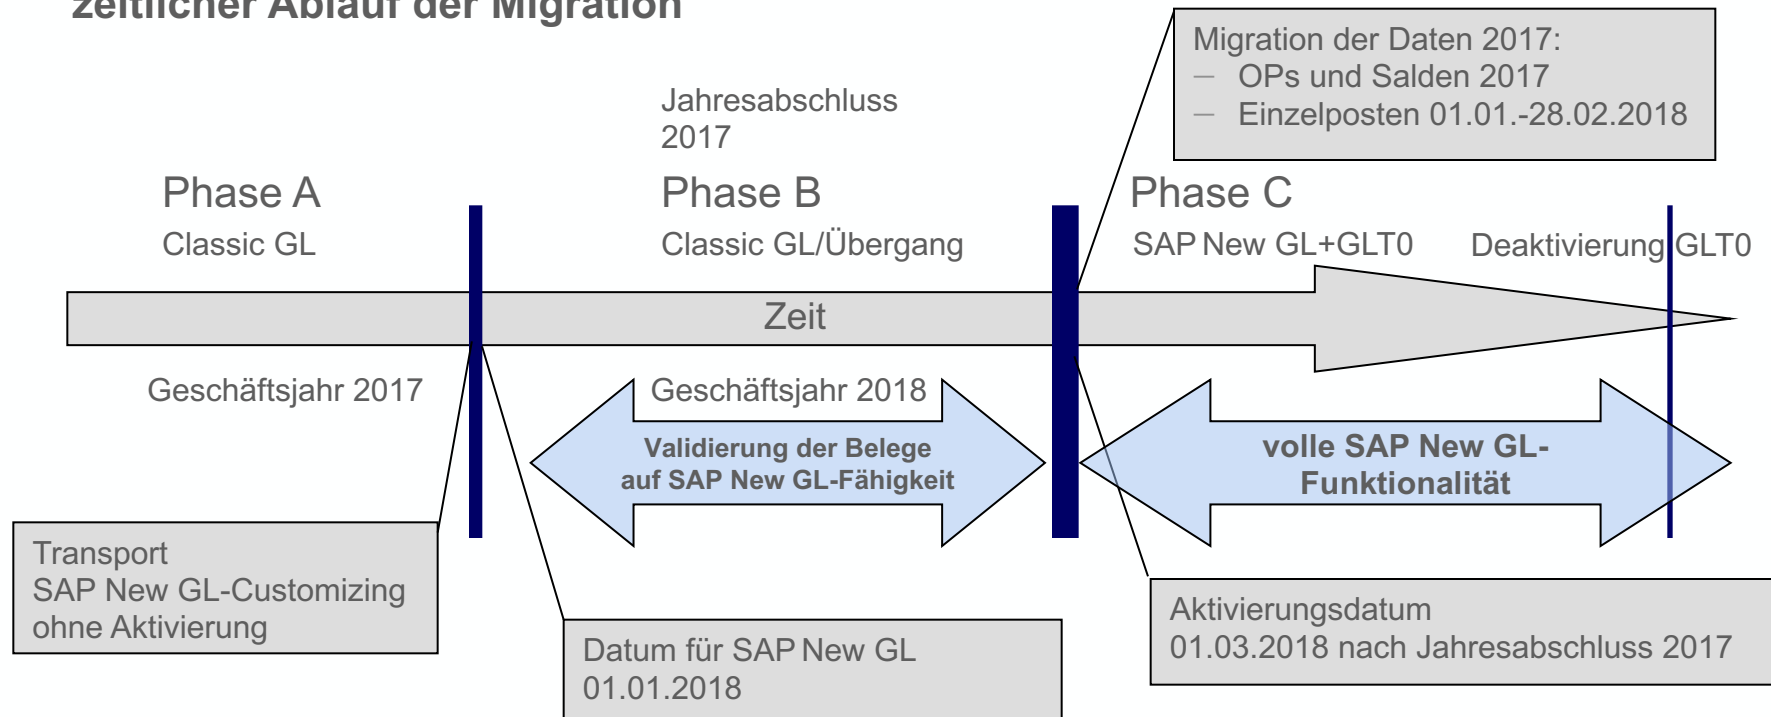 zeitlicher Ablauf der Migration
Migration der Daten 2017:
– OPs und Salden 2017
– Einzelposten 01.01.-28.02.2018
Jahresabschluss
2017
Phase A
Phase B
Phase C
Classic GL
Classic GL/Übergang
SAP New GL+GLT0
Deaktivierung GLT0
Zeit
Geschäftsjahr 2017
Geschäftsjahr 2018
Validierung der Belege
auf SAP New GL-Fähigkeit
volle SAP New GL-
Funktionalität
Transport
SAP New GL-Customizing
ohne Aktivierung
Datum für SAP New GL
01.01.2018
Aktivierungsdatum
01.03.2018 nach Jahresabschluss 2017